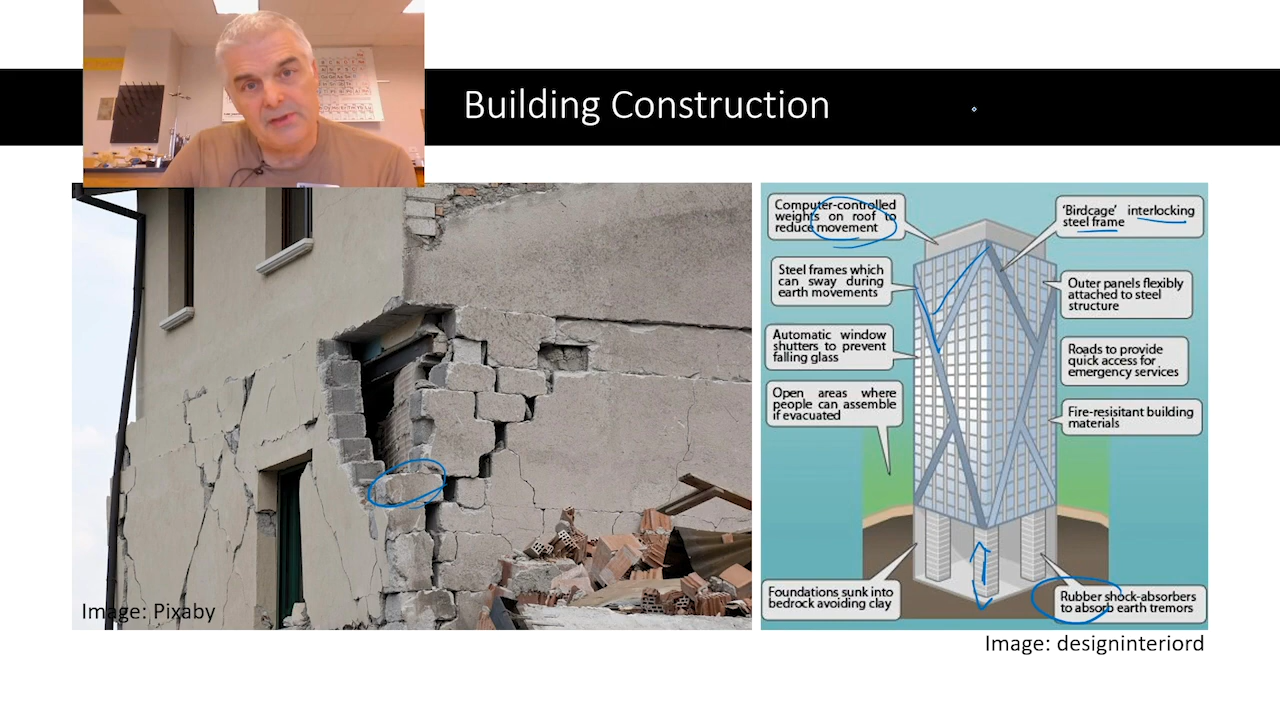 Building Construction
Computer-controlled
weights on roof to
reduce movement
'Birdcage' interlocking
steel frame
Steel frames which
can sway during
earth movements
Outer panels flexibly
attached to steel
structure
Automatic window
shutters to prevent
falling glass
Roads to provide
quick access for
emergency services
Open areas where
people can assemble
if evacuated
Fire-resisitant building
materials
Foundations sunk into
bedrock avoiding clay
Rubber shock-absorbers
to absorb earth tremors
Image: Pixaby
Image: designinteriord